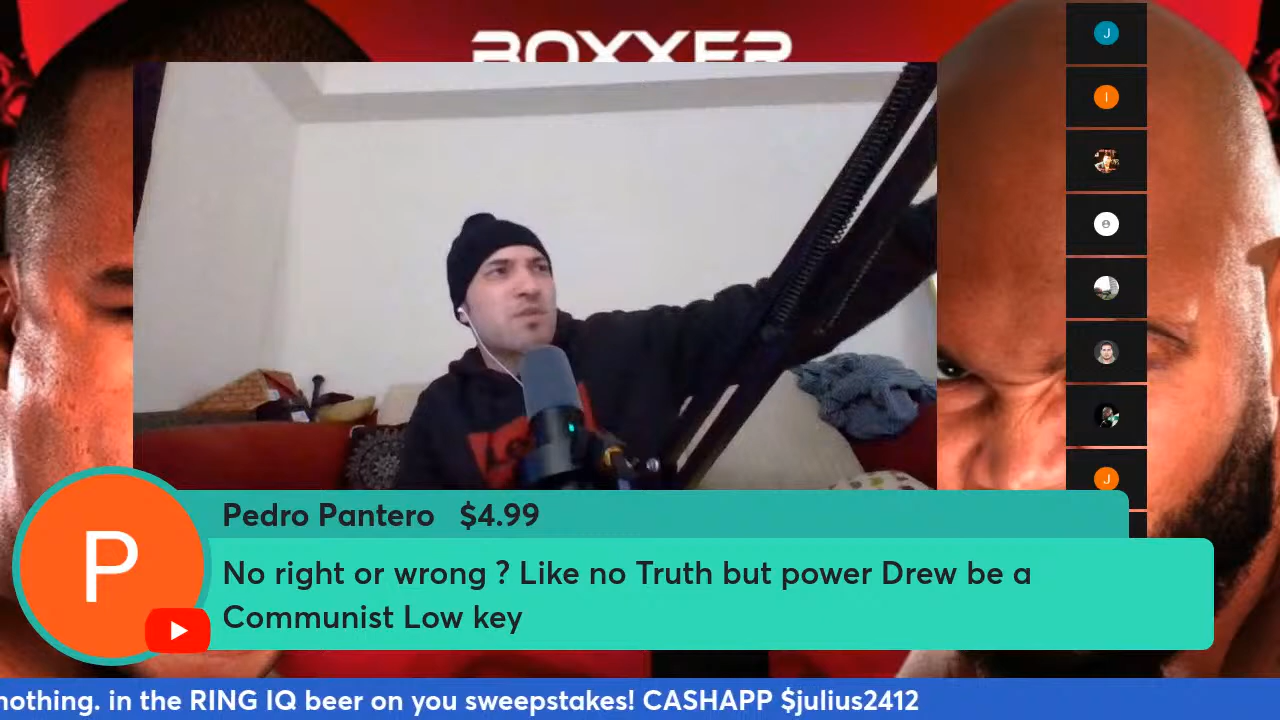 BOXXER
J
I
J
P
Pedro Pantero $4.99
No right or wrong ? Like no Truth but power Drew be a
Communist Low key
nothing. in the RING IQ beer on you sweepstakes! CASHAPP $julius2412